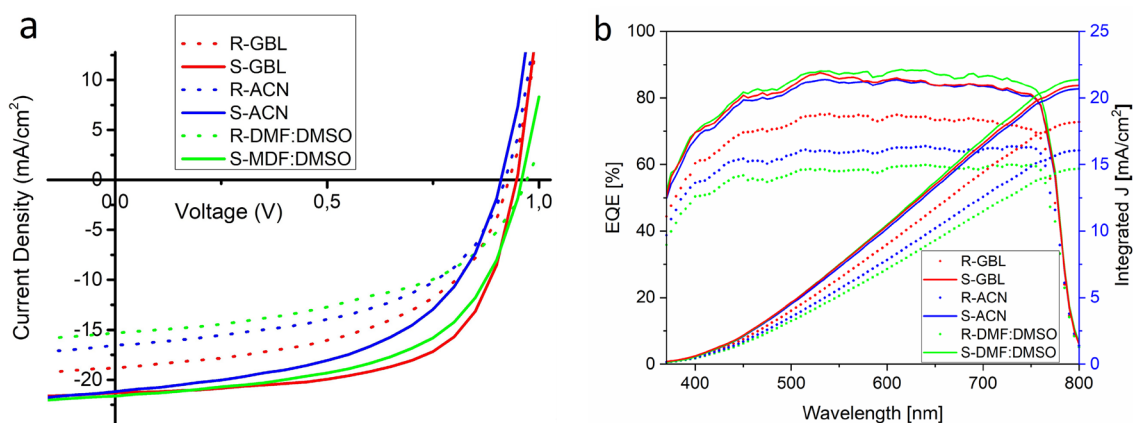 a
R-GBL
S-GBL
R-ACN
S-ACN
R-DMF:DMSO
S-MDF:DMSO
Current Density (mA/cm²)
10
5
0
-5
-10
-15
-20
0,0
0,5
1,0
Voltage (V)
b
EQE [%]
100
80
60
40
20
0
400
500
600
700
800
Wavelength [nm]
R-GBL
S-GBL
R-ACN
S-ACN
R-DMF:DMSO
S-DMF:DMSO
25
20
15
10
5
0
Integrated J [mA/cm²]